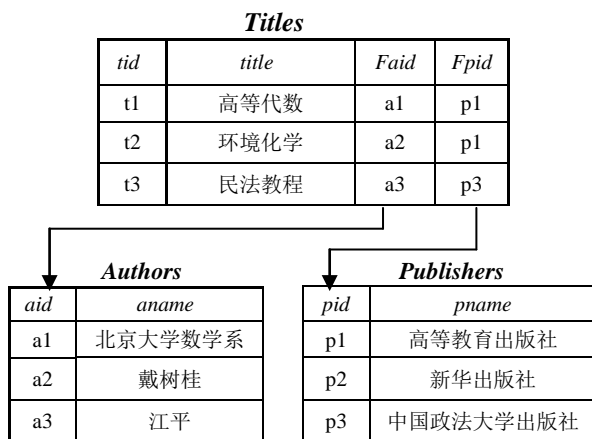 Titles
tid title Faid Fpid
t1 高等代数 a1 p1
t2 环境化学 a2 p1
t3 民法教程 a3 p3
Authors
aid aname
a1 北京大学数学系
a2 戴树桂
a3 江平
Publishers
pid pname
p1 高等教育出版社
p2 新华出版社
p3 中国政法大学出版社